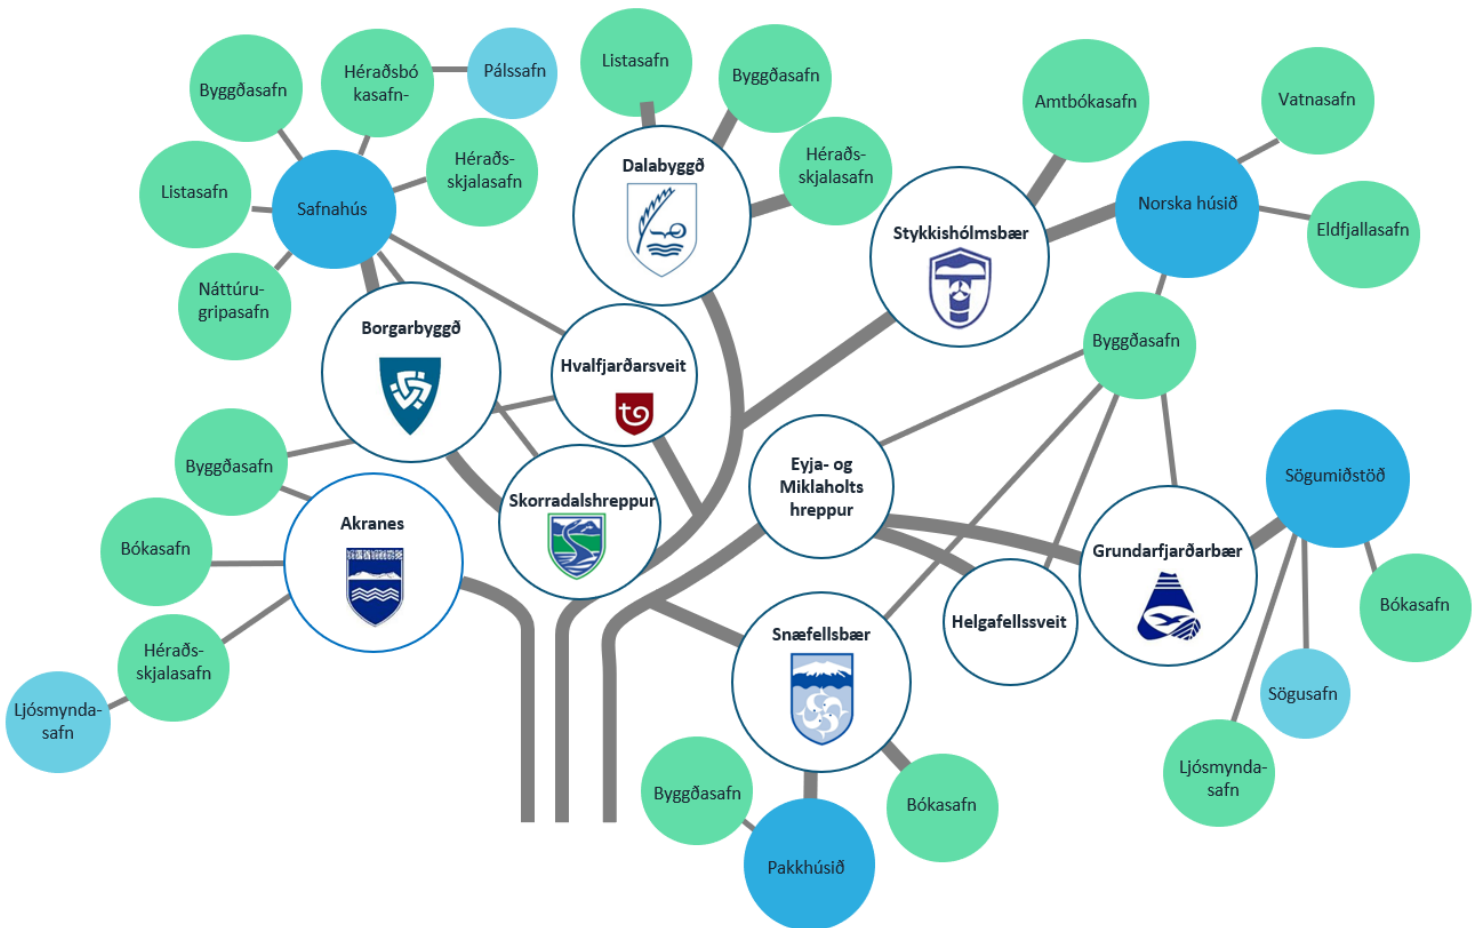 Listasafn
Byggðasafn
Héraðsbó
kasafn-
Pálssafn
Byggðasafn
Héraðs-
skjalasafn
Listasafn
Safnahús
Náttúru-
gripasafn
Dalabyggð
Héraðs-
skjalasafn
Amtbókasafn
Vatnasafn
Norska húsið
Eldfjallasafn
Stykkishólmsbær
Byggðasafn
Borgarbyggð
Hvalfjarðarsveit
Byggðasafn
Skorradalshreppur
Akranes
Bókasafn
Héraðs-
skjalasafn
Ljósmynda-
safn
Eyja- og
Miklaholts
hreppur
Sögumiðstöð
Grundarfjarðarbær
Helgafellssveit
Snæfellsbær
Bókasafn
Sögusafn
Ljósmynda-
safn
Byggðasafn
Bókasafn
Pakkhúsið